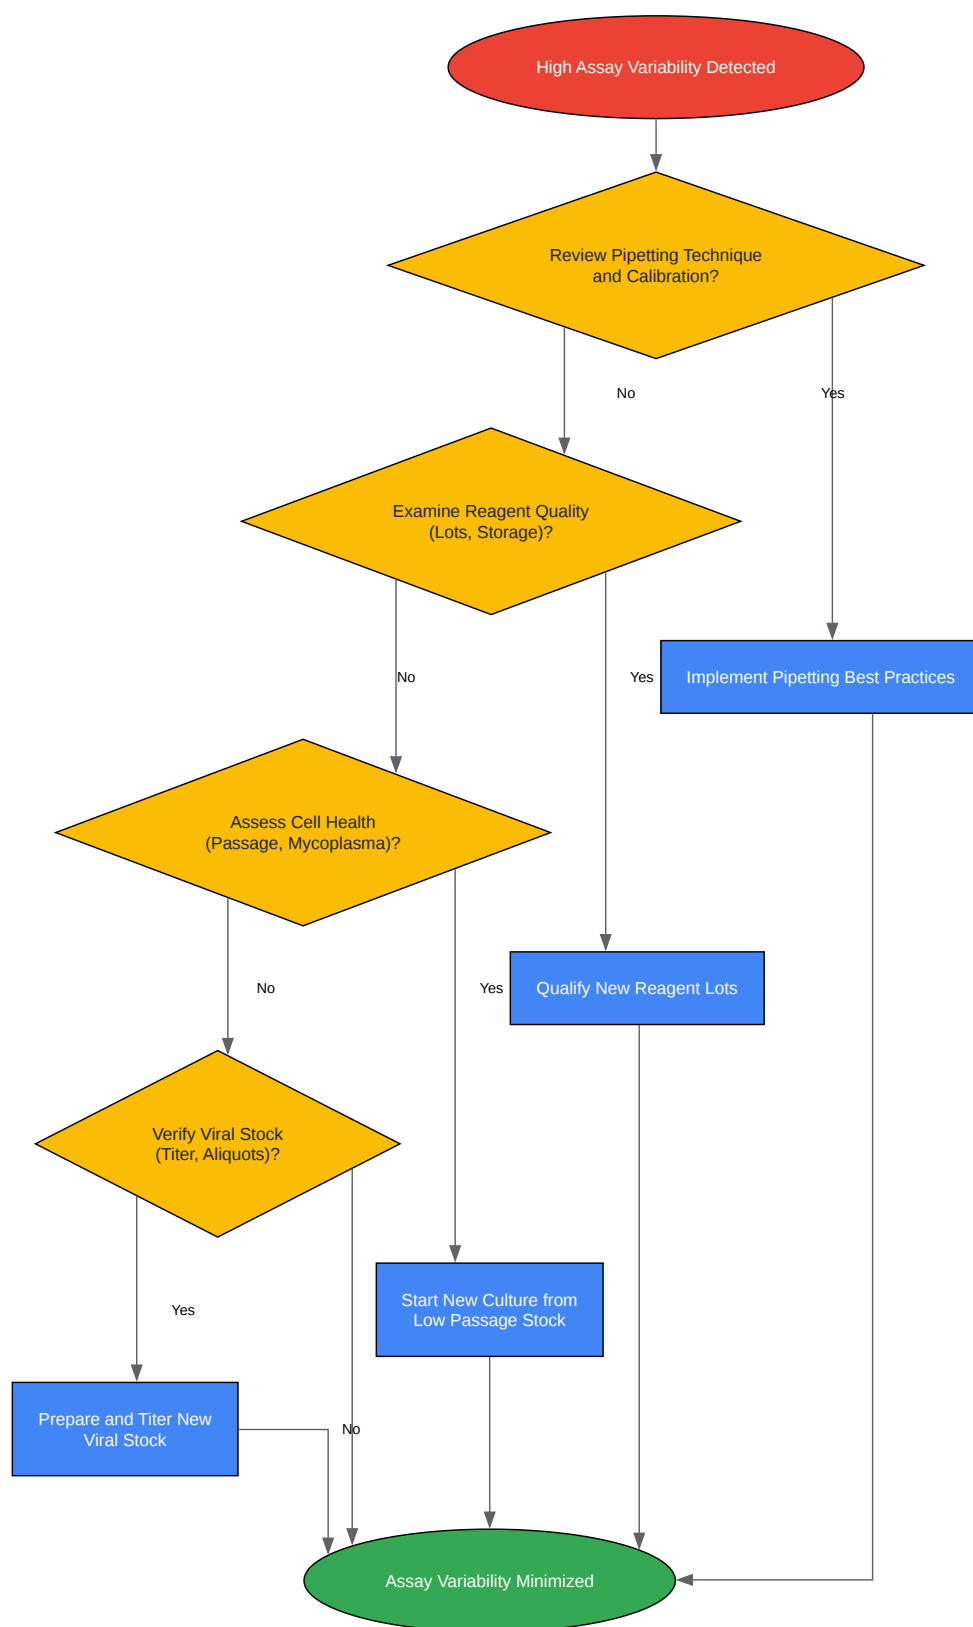 High Assay Variability Detected
Review Pipetting Technique
and Calibration?
No
Yes
Examine Reagent Quality
(Lots, Storage)?
No
Yes
Implement Pipetting Best Practices
Assess Cell Health
(Passage, Mycoplasma)?
No
Yes
Qualify New Reagent Lots
Verify Viral Stock
(Titer, Aliquots)?
Yes
Start New Culture from
Low Passage Stock
Prepare and Titer New
Viral Stock
No
Assay Variability Minimized